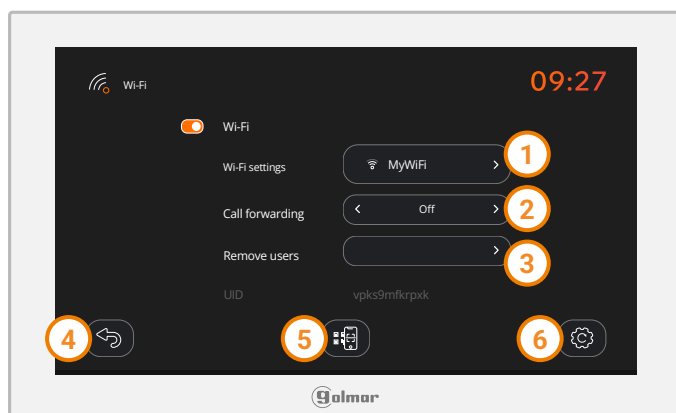 Wi-Fi
09:27
Wi-Fi
Wi-Fi settings
MyWiFi
1
Call forwarding
Off
2
Remove users
3
UID
vpks9mfkrpxk
4
5
6
golmar